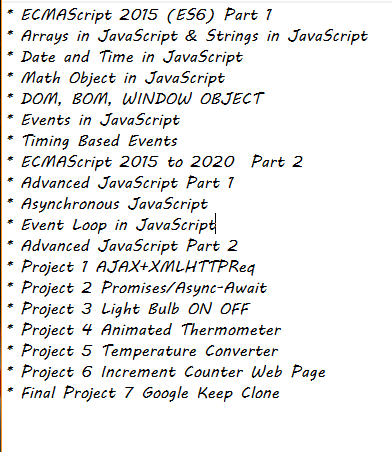 * ECMAScript 2015 (ES6) Part 1
* Arrays in JavaScript & Strings in JavaScript
* Date and Time in JavaScript
* Math Object in JavaScript
* DOM, BOM, WINDOW OBJECT
* Events in JavaScript
* Timing Based Events
* ECMAScript 2015 to 2020  Part 2
* Advanced JavaScript Part 1
* Asynchronous JavaScript
* Event Loop in JavaScript
* Advanced JavaScript Part 2
* Project 1 AJAX+XMLHTTPReq
* Project 2 Promises/Async-Await
* Project 3 Light Bulb ON OFF
* Project 4 Animated Thermometer
* Project 5 Temperature Converter
* Project 6 Increment Counter Web Page
* Final Project 7 Google Keep Clone